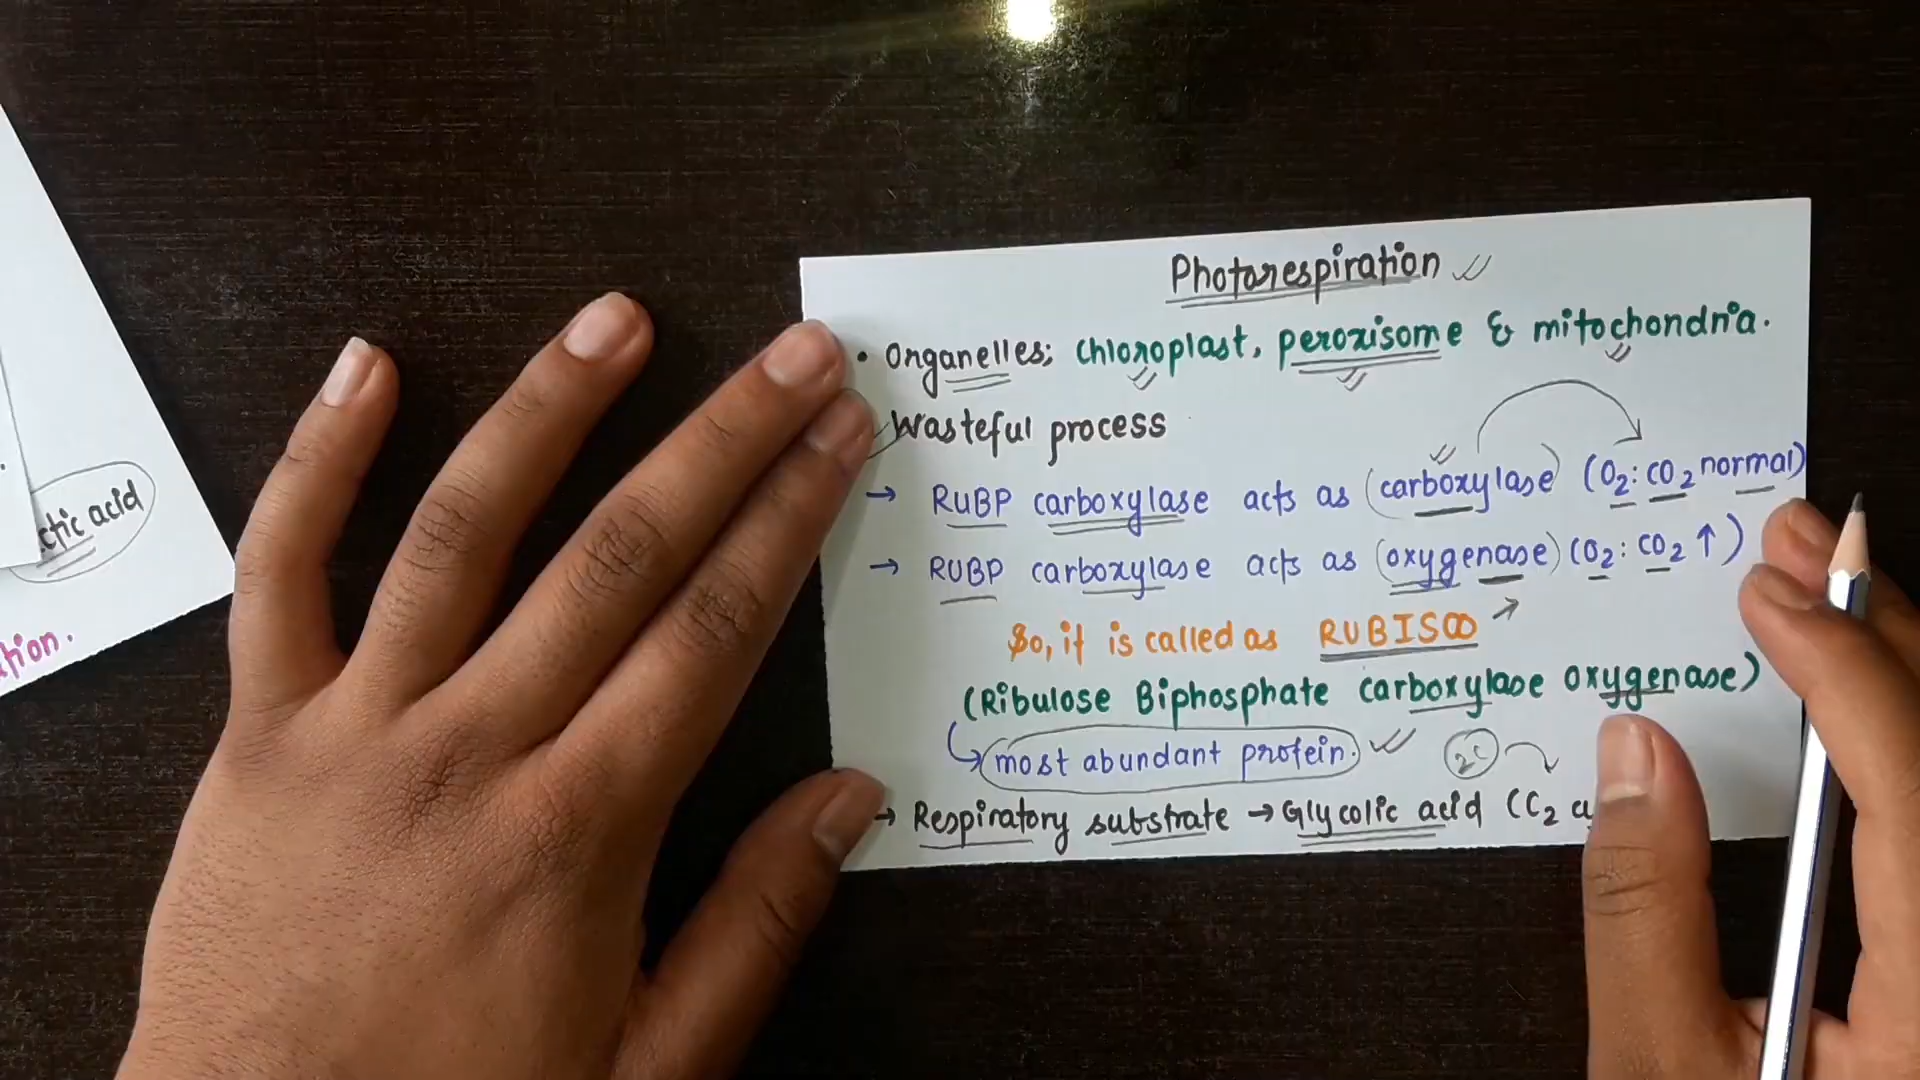 Photorespiration
• Organelles; chloroplast, peroxisome & mitochondria.
Wasteful process
→ RUBP carboxylase acts as (carboxylase) (O₂:CO₂ normal)
→ RUBP carboxylase acts as (oxygenase) (O₂:CO₂ ↑)
So, it is called as RUBISCO
(Ribulose Biphosphate carboxylase oxygenase)
most abundant protein.
2C
→ Respiratory substrate → Glycolic acid (C₂
ctic acid
tion.